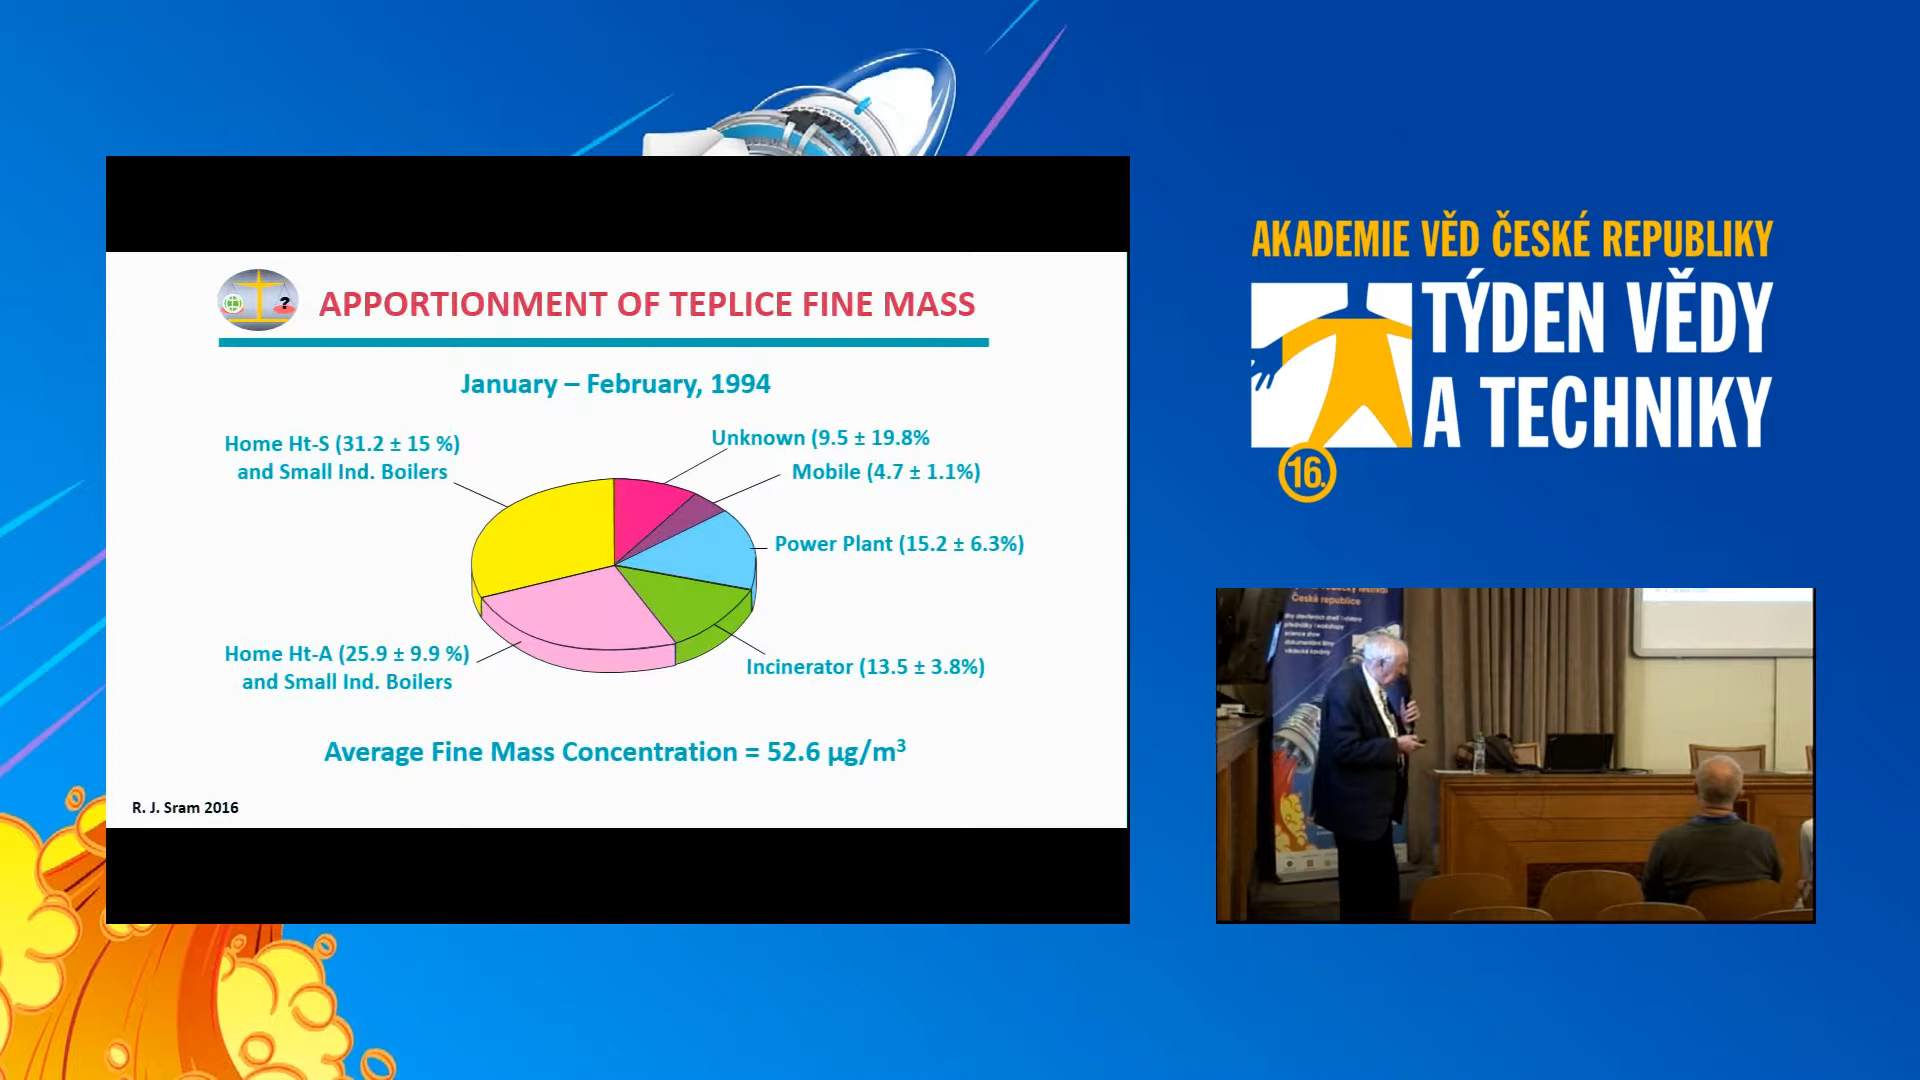 APPORTIONMENT OF TEPLICE FINE MASS
?
January – February, 1994
Home Ht-S (31.2 ± 15 %)
and Small Ind. Boilers
Unknown (9.5 ± 19.8%
Mobile (4.7 ± 1.1%)
Power Plant (15.2 ± 6.3%)
Home Ht-A (25.9 ± 9.9 %)
and Small Ind. Boilers
Incinerator (13.5 ± 3.8%)
Average Fine Mass Concentration = 52.6 µg/m³
R. J. Sram 2016
AKADEMIE VĚD ČESKÉ REPUBLIKY
TÝDEN VĚDY
A TECHNIKY
16.
České republice